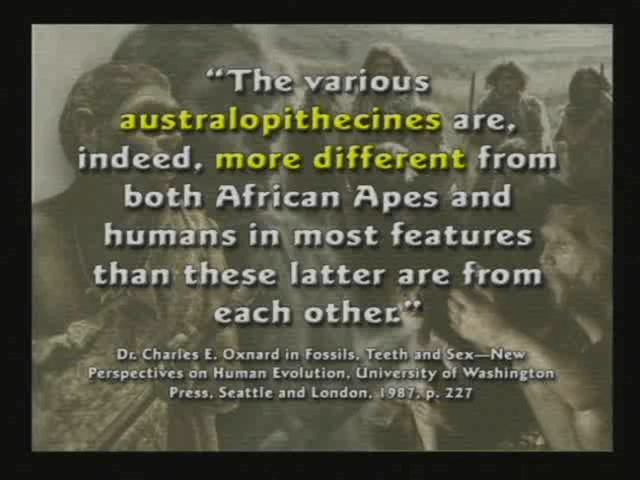 “The various
australopithecines are,
indeed, more different from
both African Apes and
humans in most features
than these latter are from
each other.“
Dr. Charles E. Oxnard in Fossils, Teeth and Sex—New
Perspectives on Human Evolution, University of Washington
Press, Seattle and London, 1987, p. 227